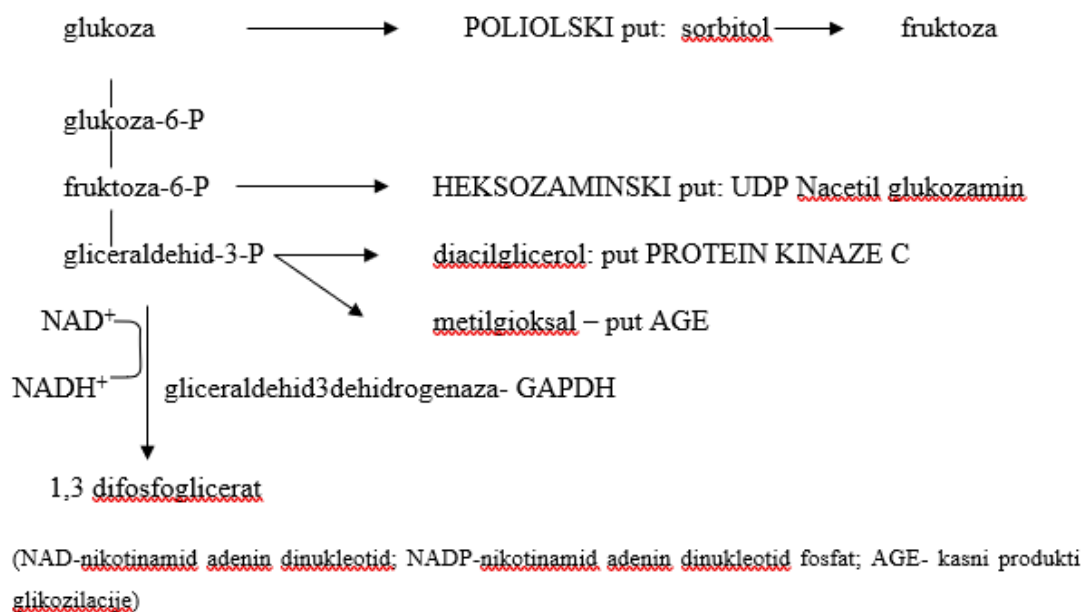 glukoza POLIOLSKI put: sorbitol fruktoza
glukoza-6-P
fruktoza-6-P HEKSOZAMINSKI put: UDP Nacetil glukozamin
gliceraldehid-3-P diacilglicerol: put PROTEIN KINAZE C
NAD⁺ metilgioksal – put AGE
NADH⁺ gliceraldehid3dehidrogenaza- GAPDH
1,3 difosfoglicerat
(NAD-nikotinamid adenin dinukleotid; NADP-nikotinamid adenin dinukleotid fosfat; AGE- kasni produkti
glikozilacije)